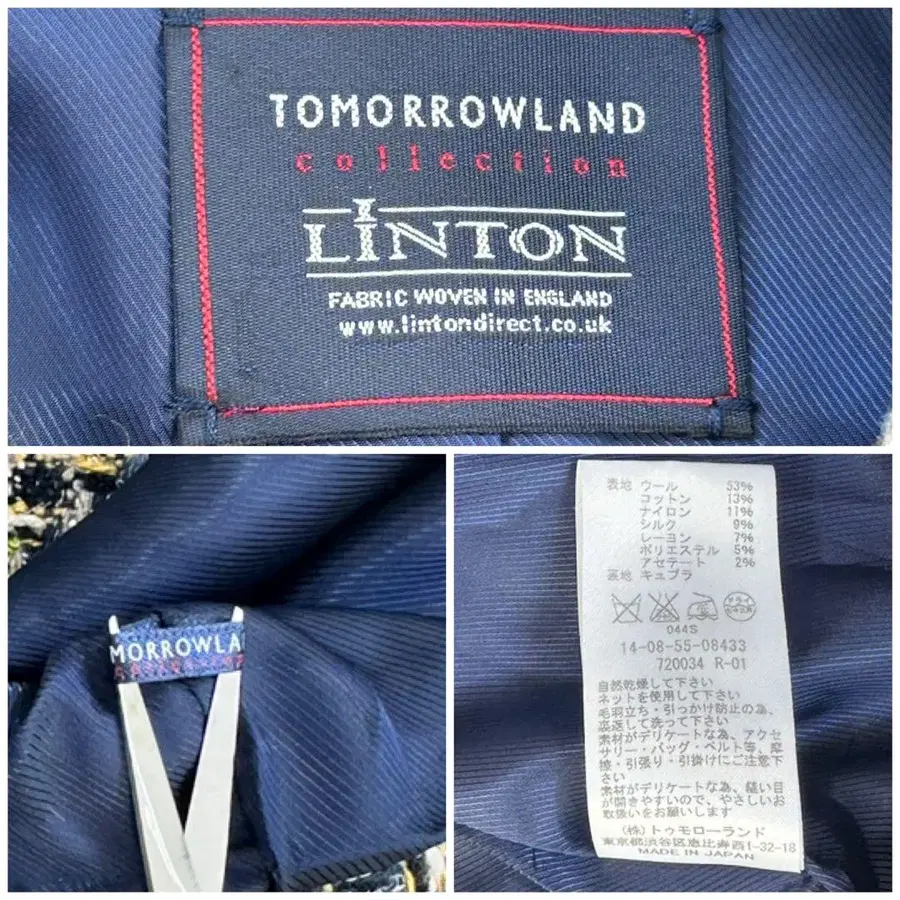 TOMORROWLAND
collection
LINTON
FABRIC WOVEN IN ENGLAND
www.lintondirect.co.uk
MORROWLA
collection
表地 ウール 53%
コットン 13%
ナイロン 11%
シルク 9%
レーヨン 7%
ポリエステル 5%
アセテート 2%
裏地 キュプラ
ドライ
044S
14-08-55-08433
720034 R-01
自然乾燥して下さい
ネットを使用して下さい
毛羽立ち・引っかけ防止の為、
裏返して洗って下さい
素材がデリケートな為、アクセ
サリー・バッグ・ベルト等、摩
擦・引張り・引掛けにご注意下
さい
素材がデリケートな為、縫い目
が開きやすいので、やさしいお
取扱いをお願いします
(株)トゥモローランド
東京都渋谷区恵比寿西1-32-18
MADE IN JAPAN